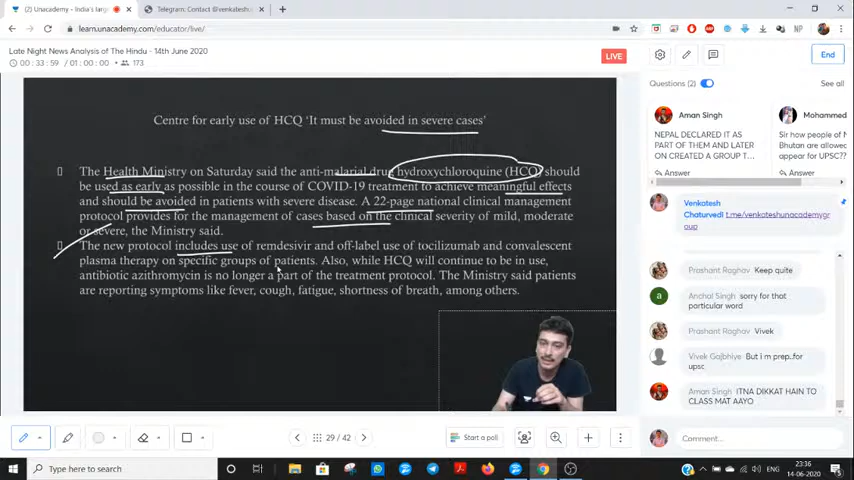 Unacademy - India's larg
Telegram: Contact @venkateshc
learn.unacademy.com/educator/live/
NP
Late Night News Analysis of The Hindu - 14th June 2020
00 : 33 : 59 / 01 : 00 : 00 • 173
LIVE
End
Centre for early use of HCQ 'It must be avoided in severe cases'
The Health Ministry on Saturday said the anti-malarial drug hydroxychloroquine (HCQ) should
be used as early as possible in the course of COVID-19 treatment to achieve meaningful effects
and should be avoided in patients with severe disease. A 22-page national clinical management
protocol provides for the management of cases based on the clinical severity of mild, moderate
or severe, the Ministry said.
The new protocol includes use of remdesivir and off-label use of tocilizumab and convalescent
plasma therapy on specific groups of patients. Also, while HCQ will continue to be in use,
antibiotic azithromycin is no longer a part of the treatment protocol. The Ministry said patients
are reporting symptoms like fever, cough, fatigue, shortness of breath, among others.
Questions (2)
See all
Aman Singh
NEPAL DECLARED IT AS
PART OF THEM AND LATER
ON CREATED A GROUP T...
Answer
Mohammed
Sir how people of N
Bhutan are allowed
appear for UPSC??
Answer
Venkatesh
Chaturvedi t.me/venkateshunacademygr
oup
Prashant Raghav Keep quite
a
Anchal Singh sorry for that
particular word
Prashant Raghav Vivek
Vivek Gajbhiye But i m prep..for
upsc
Aman Singh ITNA DIKKAT HAIN TO
CLASS MAT AAYO
29 / 42
Start a poll
Comment...
Type here to search
ENG
23:36
14-06-2020